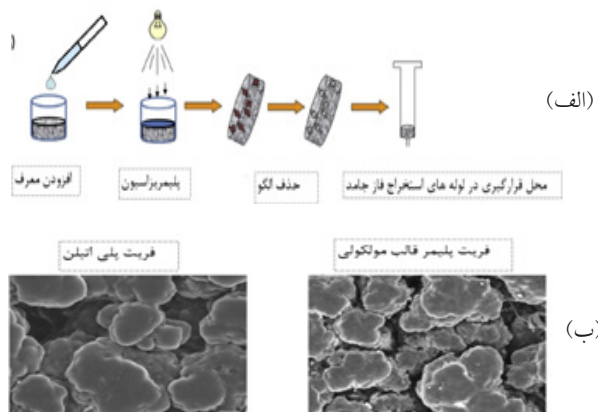 (الف)
افزودن معرف
پلیمریزاسیون
حذف الگو
محل قرارگیری در لوله های استخراج فاز جامد
فریت پلی اتیلن
فریت پلیمر قالب مولکولی
(ب)